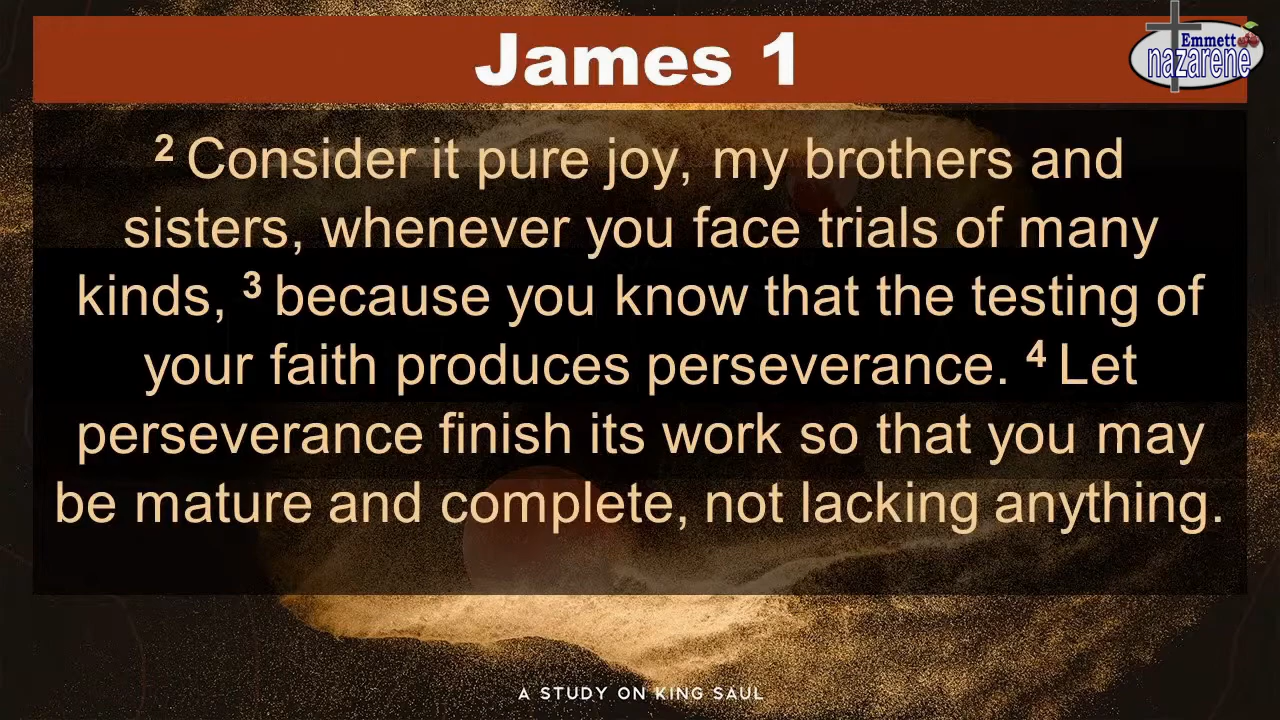 James 1
Emmett
nazarene
2 Consider it pure joy, my brothers and
sisters, whenever you face trials of many
kinds, 3 because you know that the testing of
your faith produces perseverance. 4 Let
perseverance finish its work so that you may
be mature and complete, not lacking anything.
A STUDY ON KING SAUL